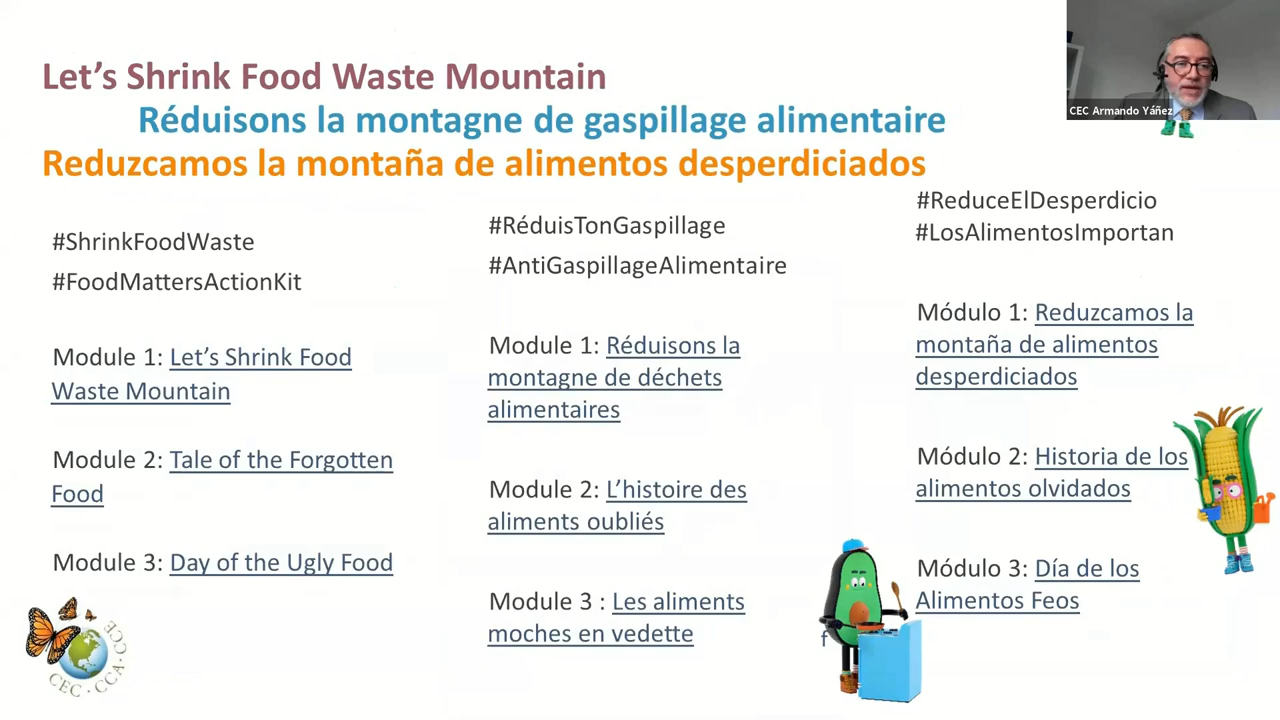 Let's Shrink Food Waste Mountain
Réduisons la montagne de gaspillage alimentaire
Reduzcamos la montaña de alimentos desperdiciados
CEC Armando Yáñez
#ShrinkFoodWaste
#FoodMattersActionKit
Module 1: Let's Shrink Food
Waste Mountain
Module 2: Tale of the Forgotten
Food
Module 3: Day of the Ugly Food
#RéduisTonGaspillage
#AntiGaspillageAlimentaire
Module 1: Réduisons la
montagne de déchets
alimentaires
Module 2: L'histoire des
aliments oubliés
Module 3 : Les aliments
moches en vedette
f
#ReduceElDesperdicio
#LosAlimentosImportan
Módulo 1: Reduzcamos la
montaña de alimentos
desperdiciados
Módulo 2: Historia de los
alimentos olvidados
Módulo 3: Día de los
Alimentos Feos
CEC · CCA · CCE